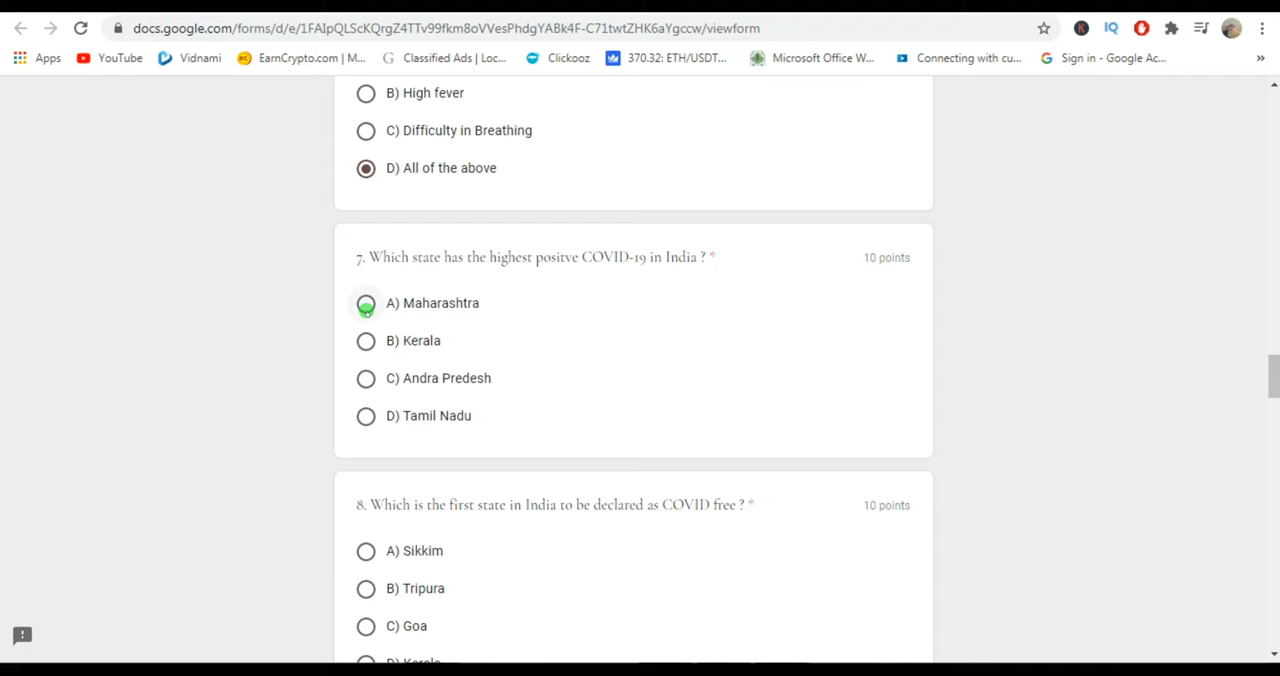 docs.google.com/forms/d/e/1FAIpQLScKQrgZ4TTv99fkm8oVVesPhdgYABk4F-C71twtZHK6aYgccw/viewform
Apps YouTube Vidnami EarnCrypto.com | M... Classified Ads | Loc... Clickooz 370.32: ETH/USDT... Microsoft Office W... Connecting with cu... Sign in - Google Ac... »
B) High fever
C) Difficulty in Breathing
D) All of the above
7. Which state has the highest positve COVID-19 in India ? * 10 points
A) Maharashtra
B) Kerala
C) Andra Predesh
D) Tamil Nadu
8. Which is the first state in India to be declared as COVID free ? * 10 points
A) Sikkim
B) Tripura
C) Goa
D) Kerala